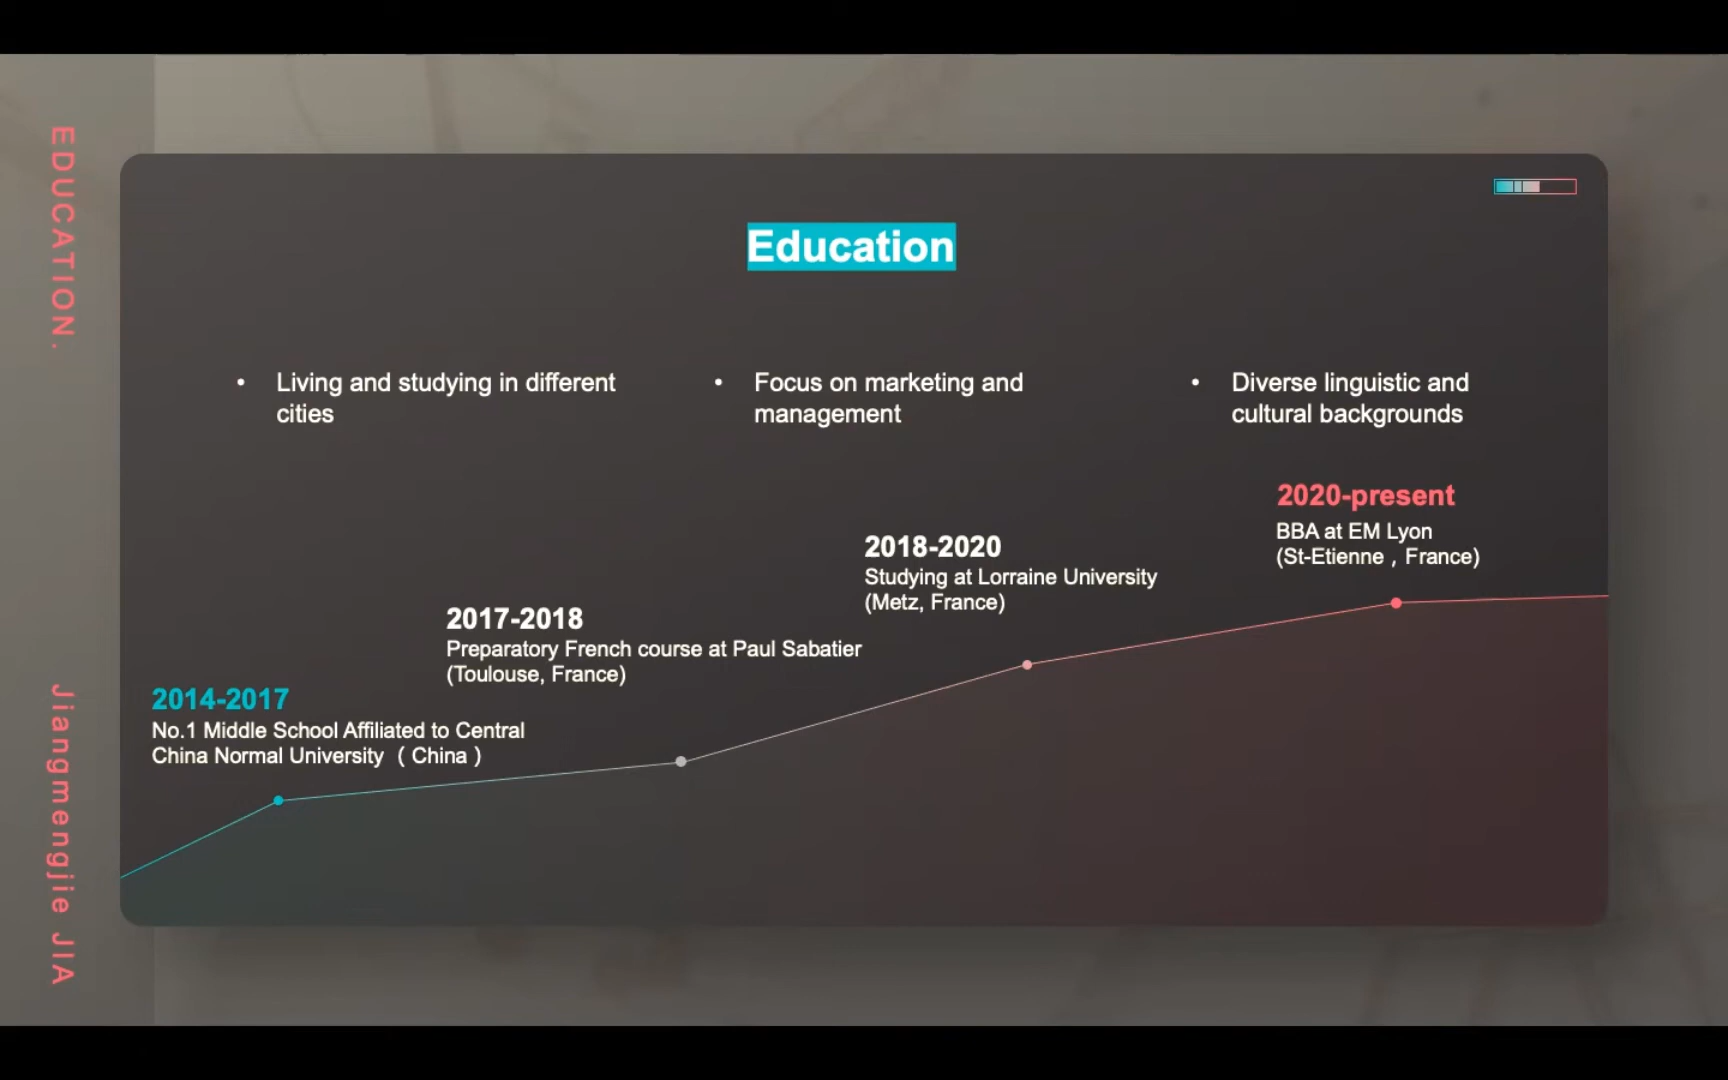 EDUCATION.
Education
• Living and studying in different
cities
• Focus on marketing and
management
• Diverse linguistic and
cultural backgrounds
2014-2017
No.1 Middle School Affiliated to Central
China Normal University （China）
2017-2018
Preparatory French course at Paul Sabatier
(Toulouse, France)
2018-2020
Studying at Lorraine University
(Metz, France)
2020-present
BBA at EM Lyon
(St-Etienne，France)
Jiangmengjie JIA